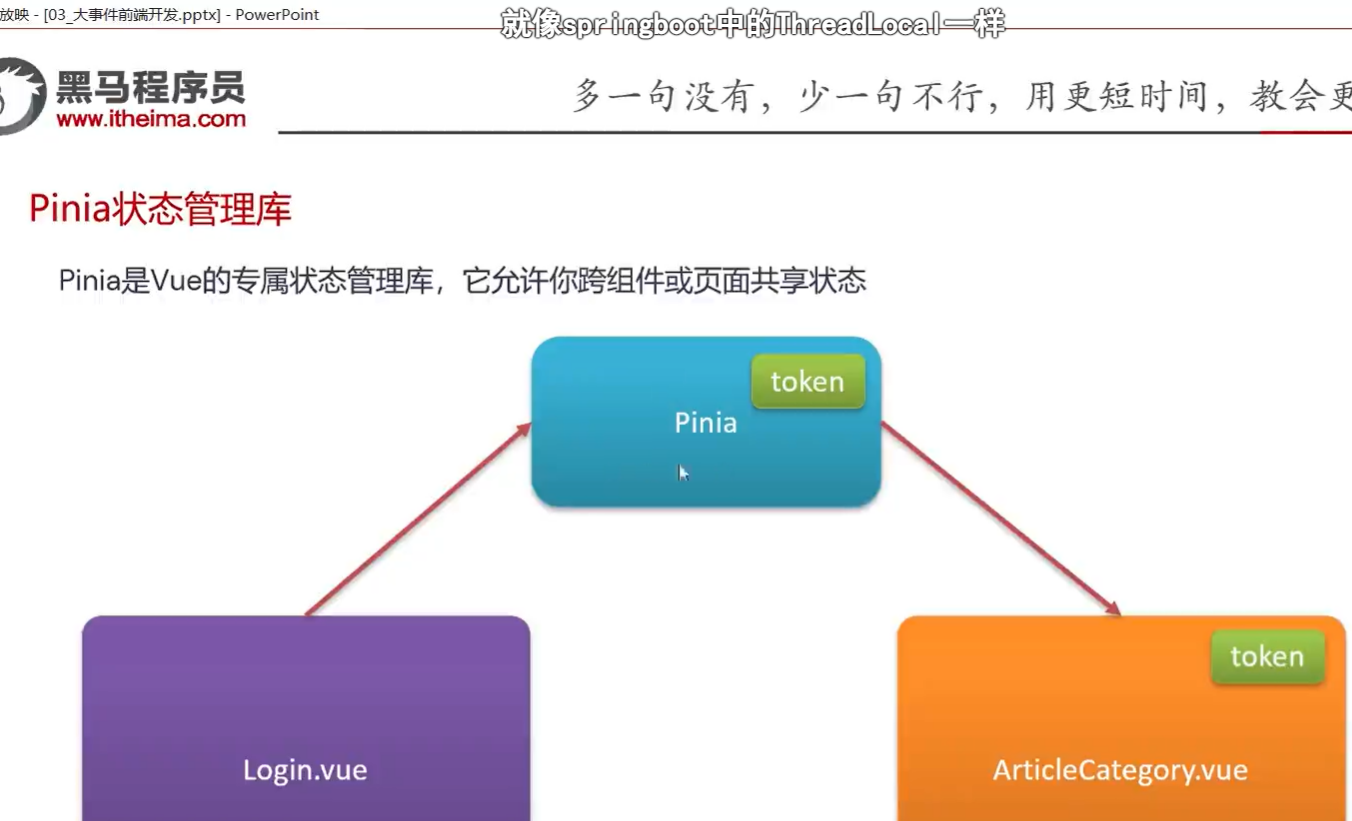 放映 - [03_大事件前端开发.pptx] - PowerPoint
就像springboot中的ThreadLocal一样
黑马程序员
www.itheima.com
多一句没有，少一句不行，用更短时间，教会更
Pinia状态管理库
Pinia是Vue的专属状态管理库，它允许你跨组件或页面共享状态
token
Pinia
token
Login.vue
ArticleCategory.vue